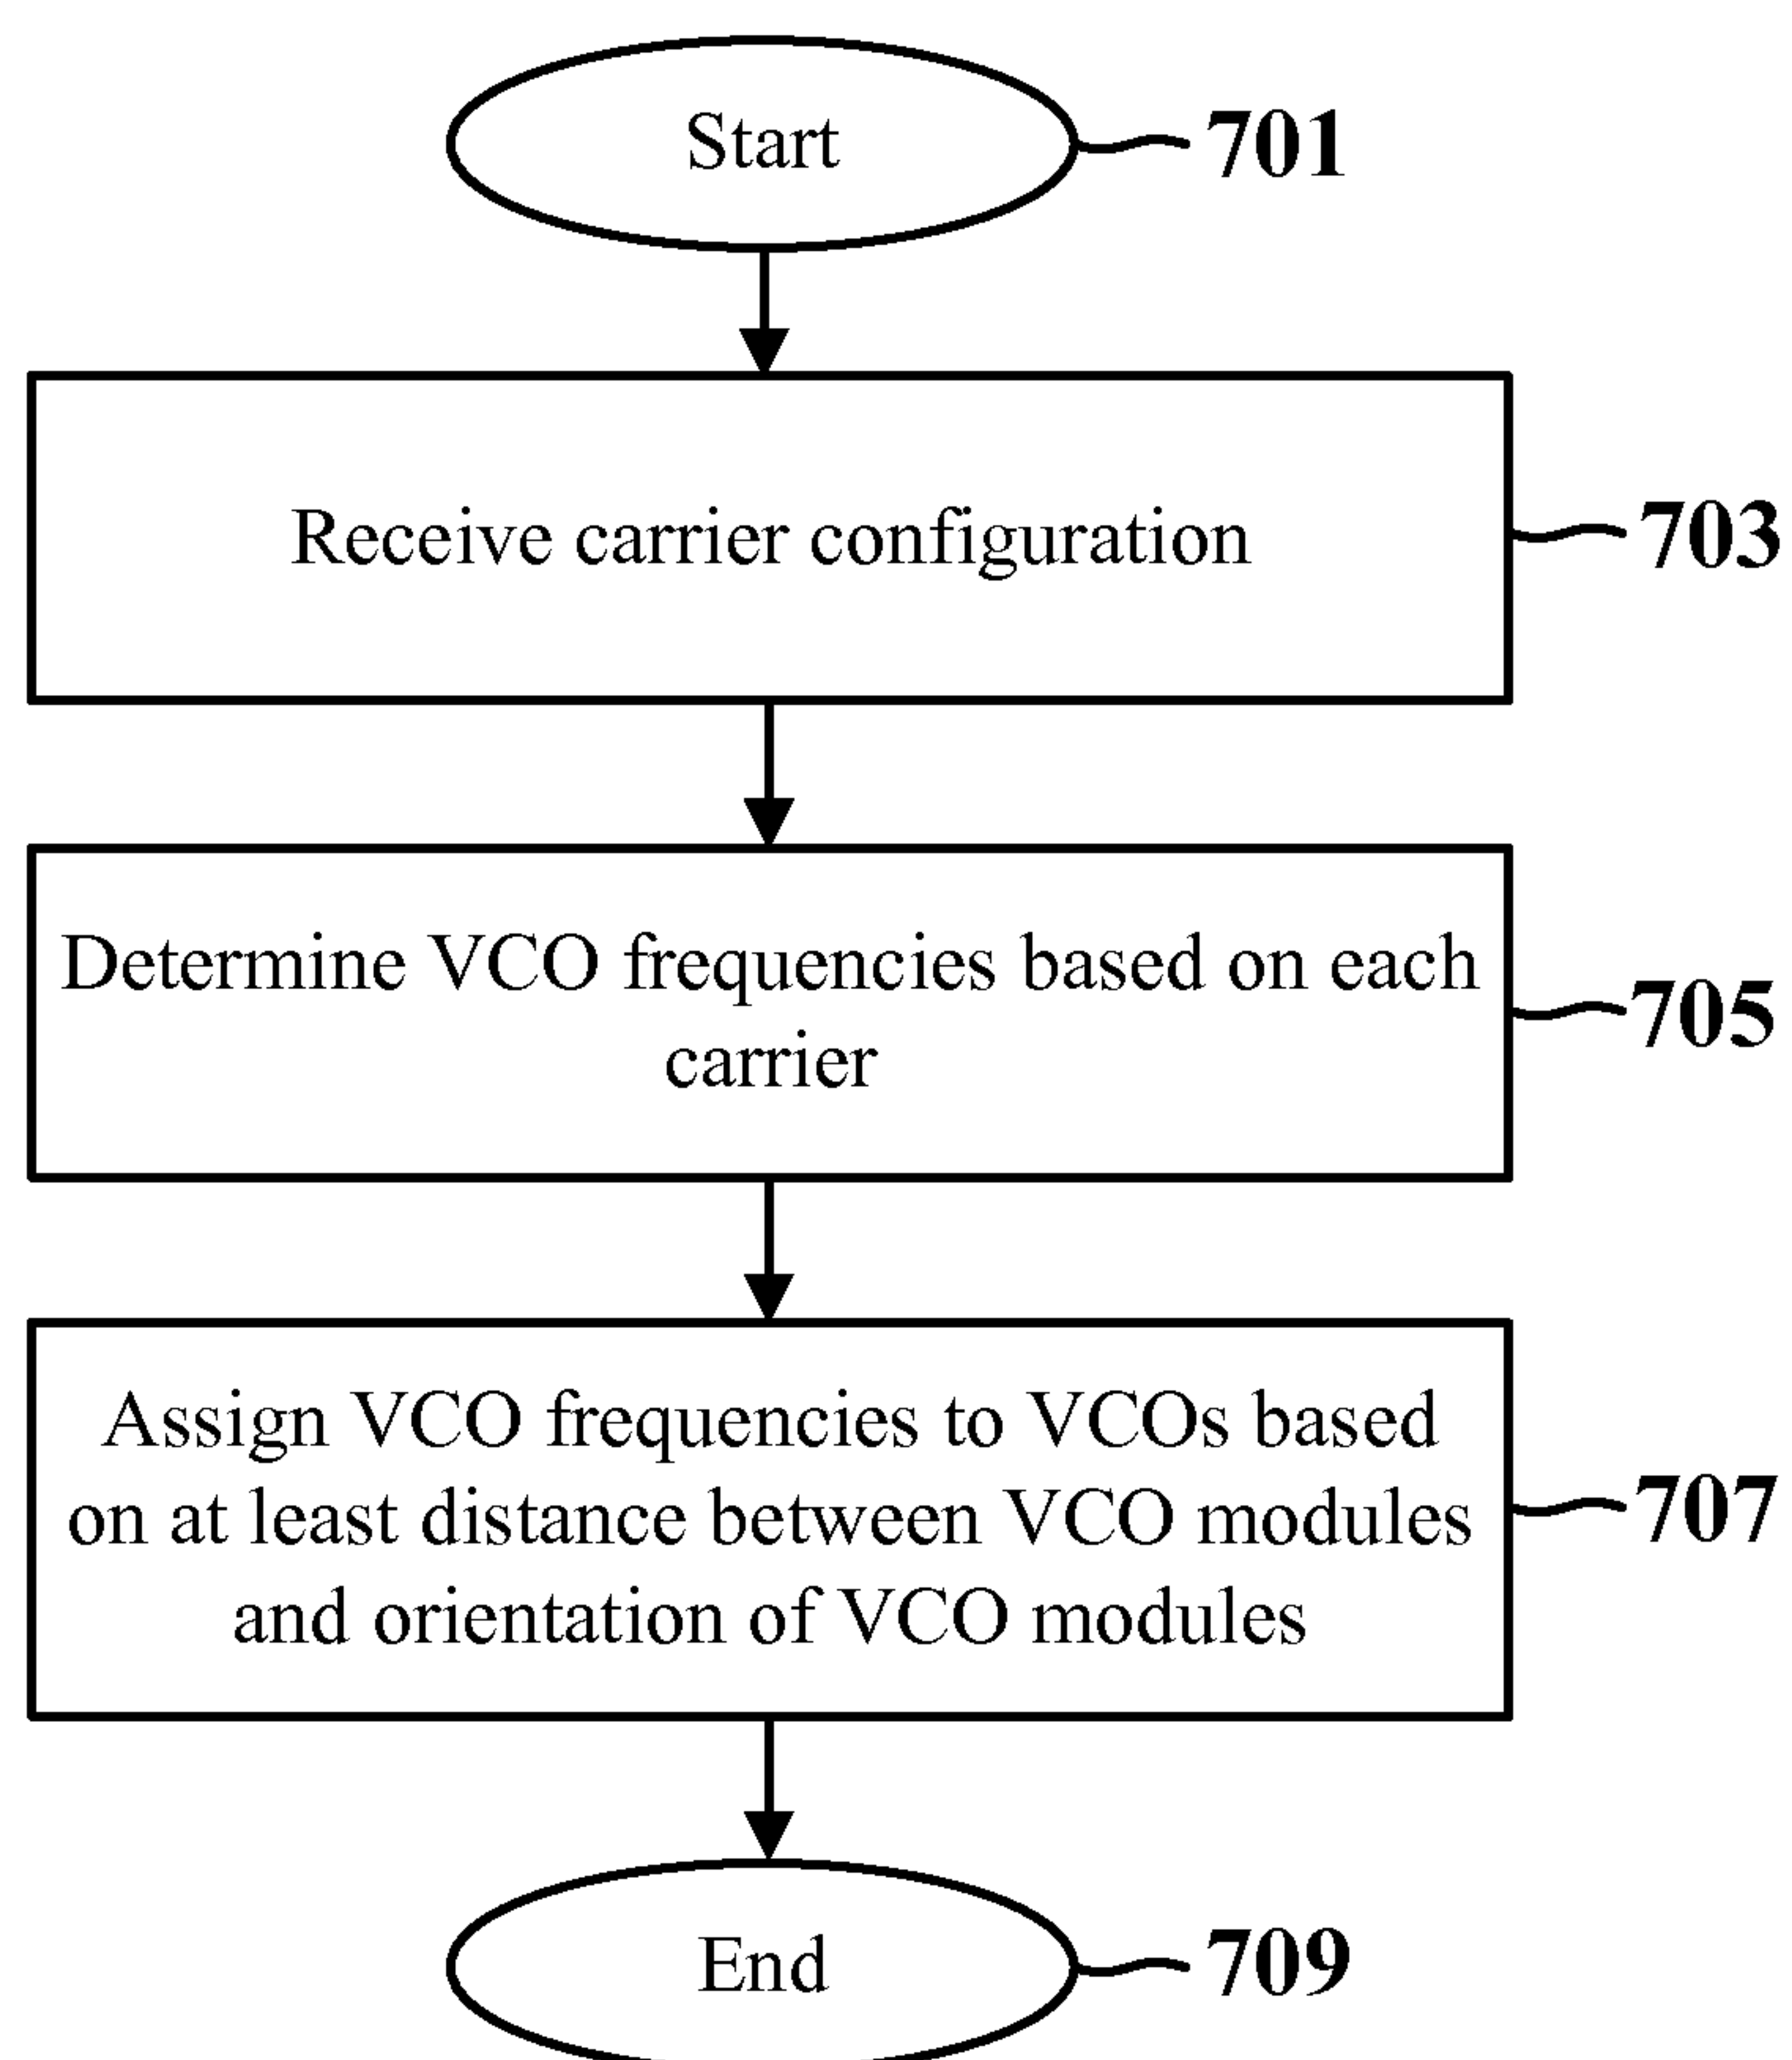 Start
701
Receive carrier configuration
703
Determine VCO frequencies based on each
carrier
705
Assign VCO frequencies to VCOs based
on at least distance between VCO modules
and orientation of VCO modules
707
End
709